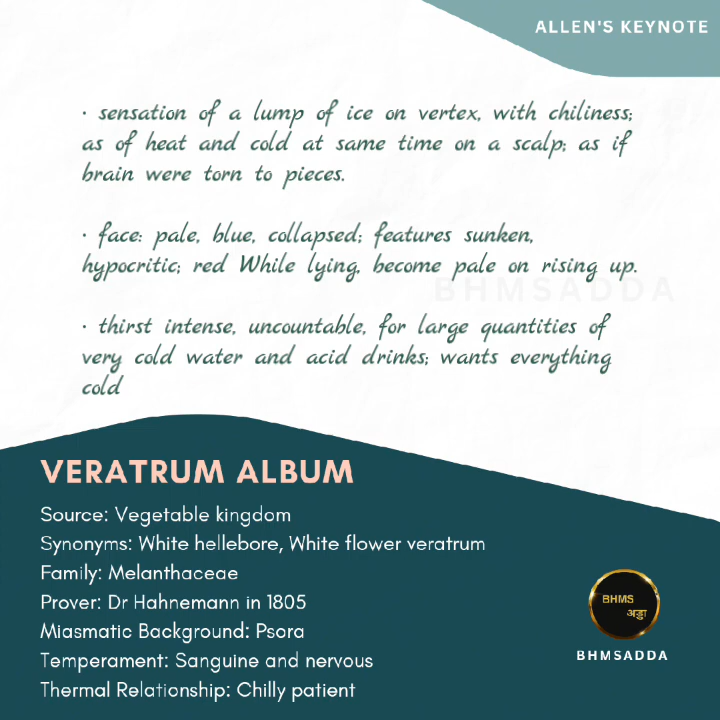 ALLEN'S KEYNOTE
· sensation of a lump of ice on vertex, with chiliness;
as of heat and cold at same time on a scalp; as if
brain were torn to pieces.
· face: pale, blue, collapsed; features sunken,
hypocritic; red While lying, become pale on rising up.
BHMSADDA
· thirst intense, uncountable, for large quantities of
very cold water and acid drinks; wants everything
cold
VERATRUM ALBUM
Source: Vegetable kingdom
Synonyms: White hellebore, White flower veratrum
Family: Melanthaceae
Prover: Dr Hahnemann in 1805
Miasmatic Background: Psora
Temperament: Sanguine and nervous
Thermal Relationship: Chilly patient
BHMS
अड्डा
BHMSADDA